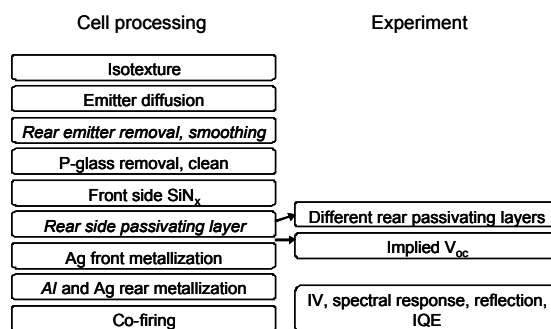 Cell processing
Experiment
Isotexture
Emitter diffusion
Rear emitter removal, smoothing
P-glass removal, clean
Front side SiNx
Rear side passivating layer
Different rear passivating layers
Implied Voc
Ag front metallization
Al and Ag rear metallization
IV, spectral response, reflection,
IQE
Co-firing